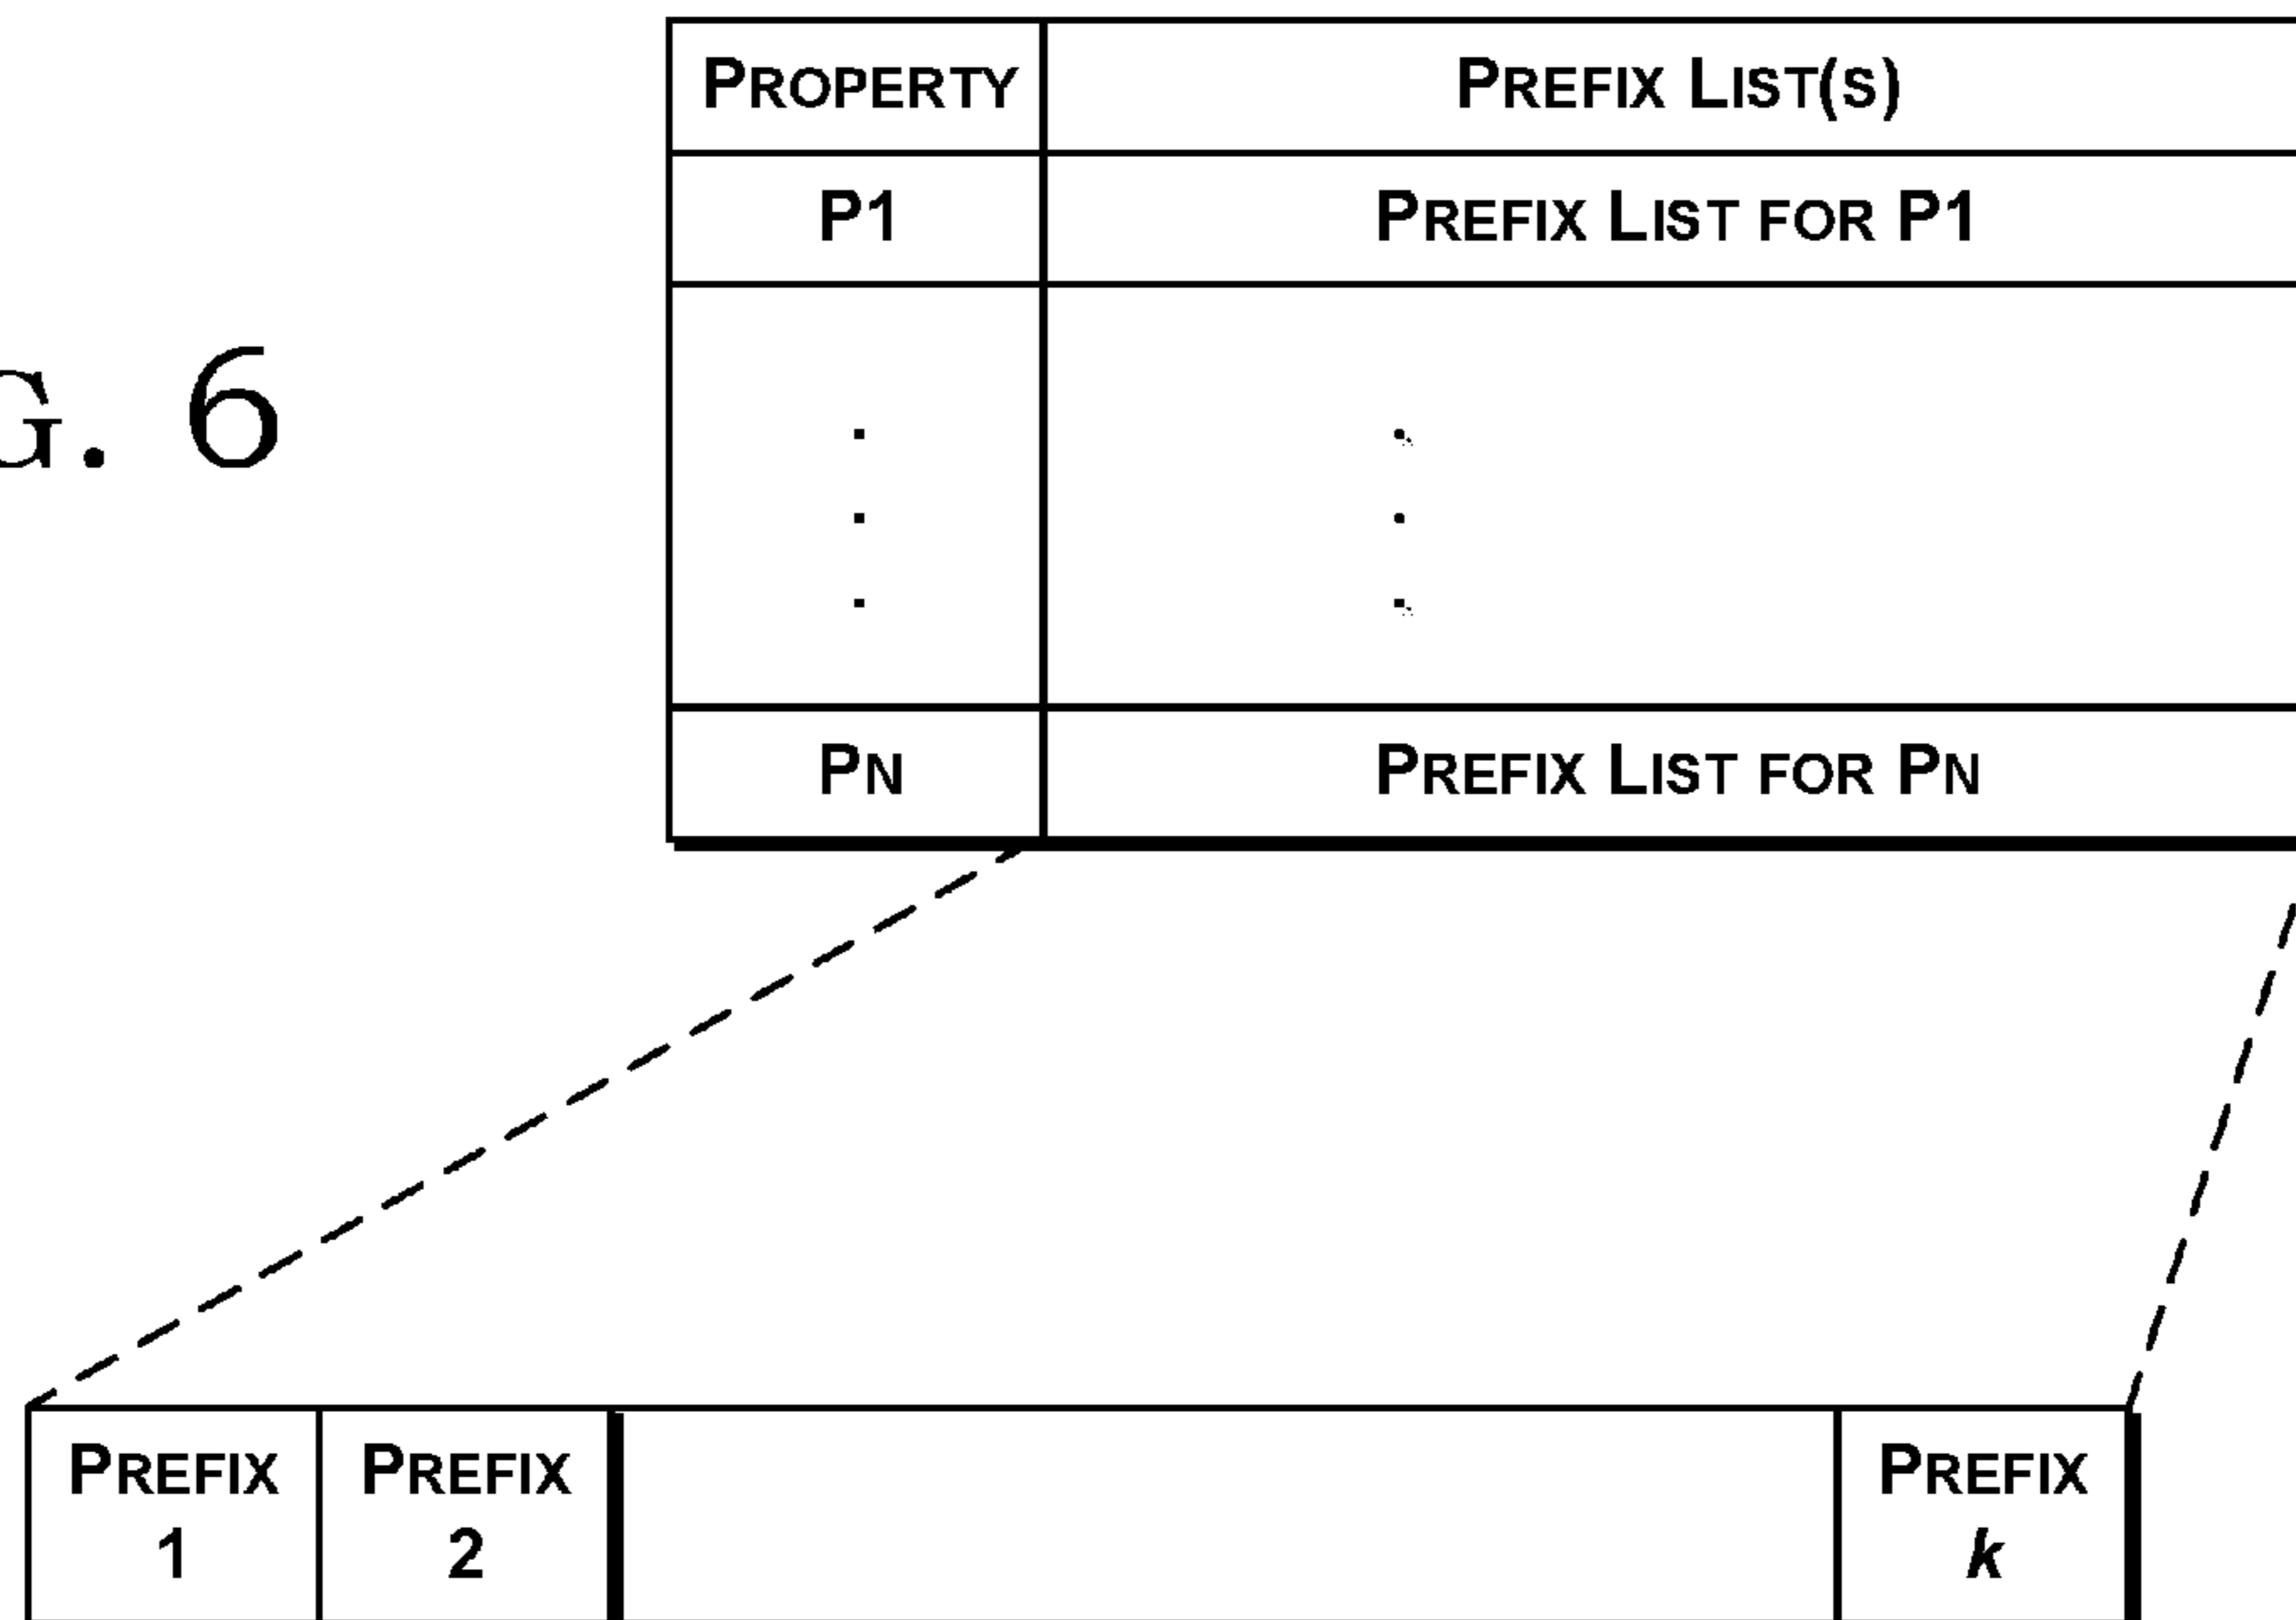 PROPERTY PREFIX LIST(S)
P1 PREFIX LIST FOR P1
G. 6
PN PREFIX LIST FOR PN
PREFIX 1
PREFIX 2
PREFIX k